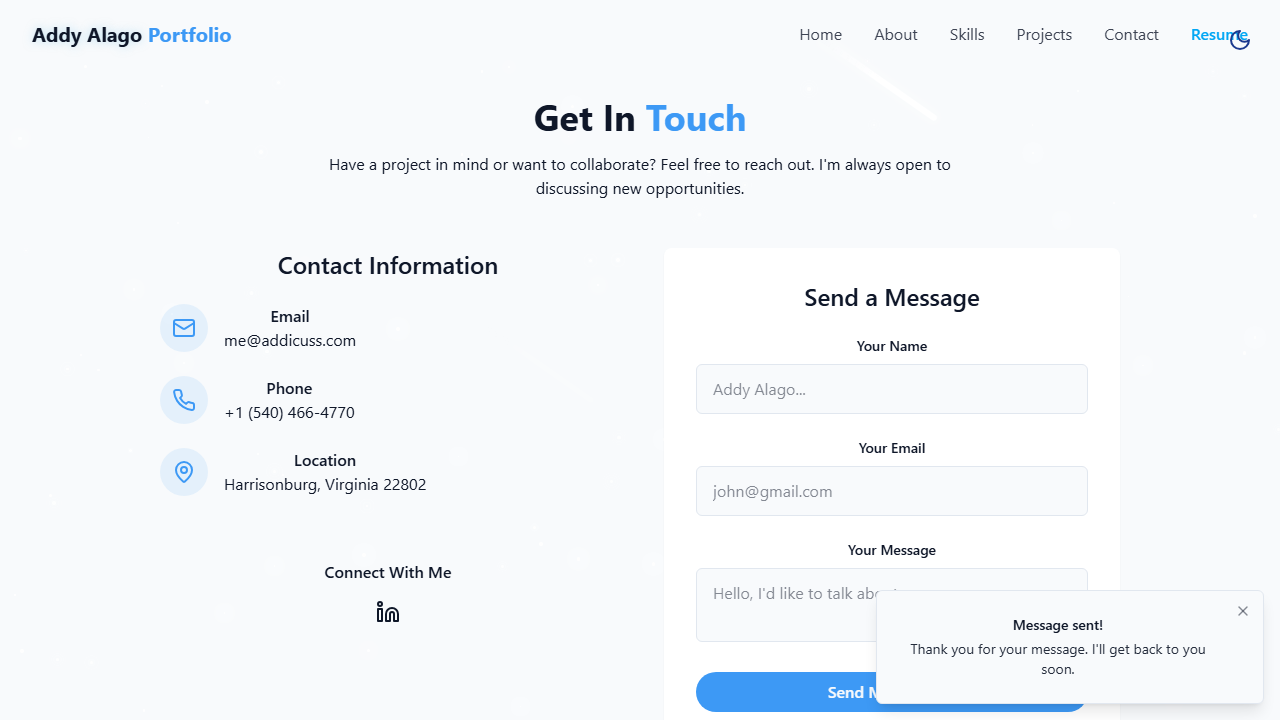 Addy Alago Portfolio
Home
About
Skills
Projects
Contact
Resume
Get In Touch
Have a project in mind or want to collaborate? Feel free to reach out. I'm always open to
discussing new opportunities.
Contact Information
Email
me@addicuss.com
Phone
+1 (540) 466-4770
Location
Harrisonburg, Virginia 22802
Connect With Me
Send a Message
Your Name
Addy Alago...
Your Email
john@gmail.com
Your Message
Hello, I'd like to talk
Send
Message sent!
Thank you for your message. I'll get back to you
soon.